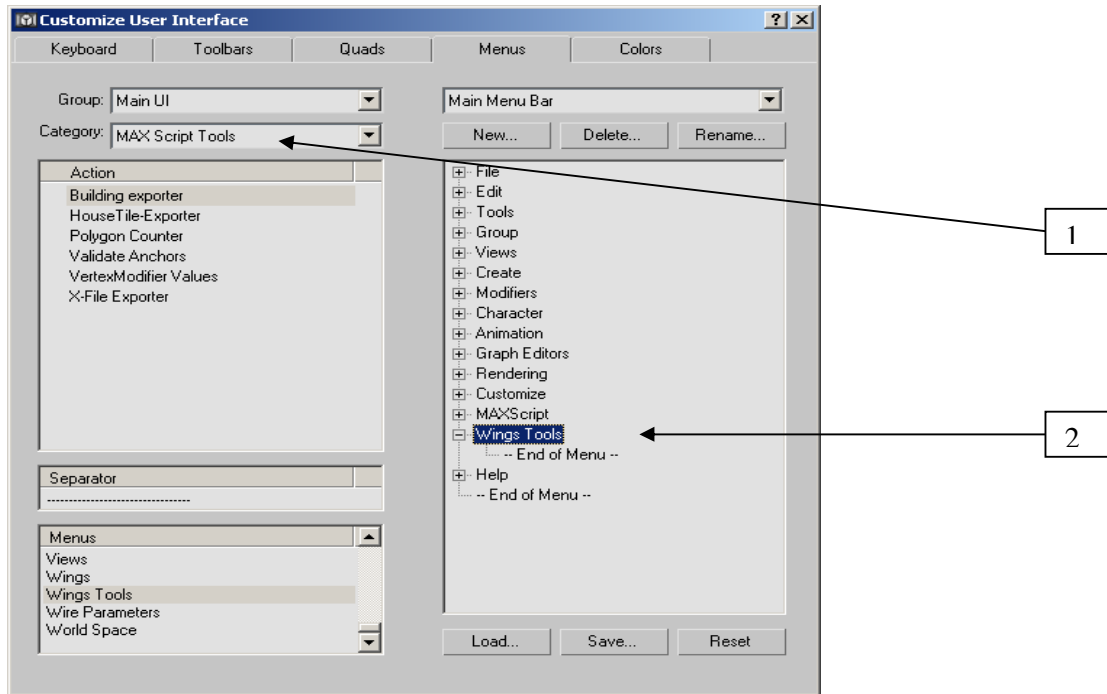 Customize User Interface
Keyboard Toolbars Quads Menus Colors
Group: Main UI
Category: MAX Script Tools
Action
Building exporter
HouseTile-Exporter
Polygon Counter
Validate Anchors
VertexModifier Values
X-File Exporter
Separator
--------------------------------
Menus
Views
Wings
Wings Tools
Wire Parameters
World Space
Main Menu Bar
New... Delete... Rename...
File
Edit
Tools
Group
Views
Create
Modifiers
Character
Animation
Graph Editors
Rendering
Customize
MAXScript
Wings Tools
-- End of Menu --
Help
-- End of Menu --
Load... Save... Reset
1
2